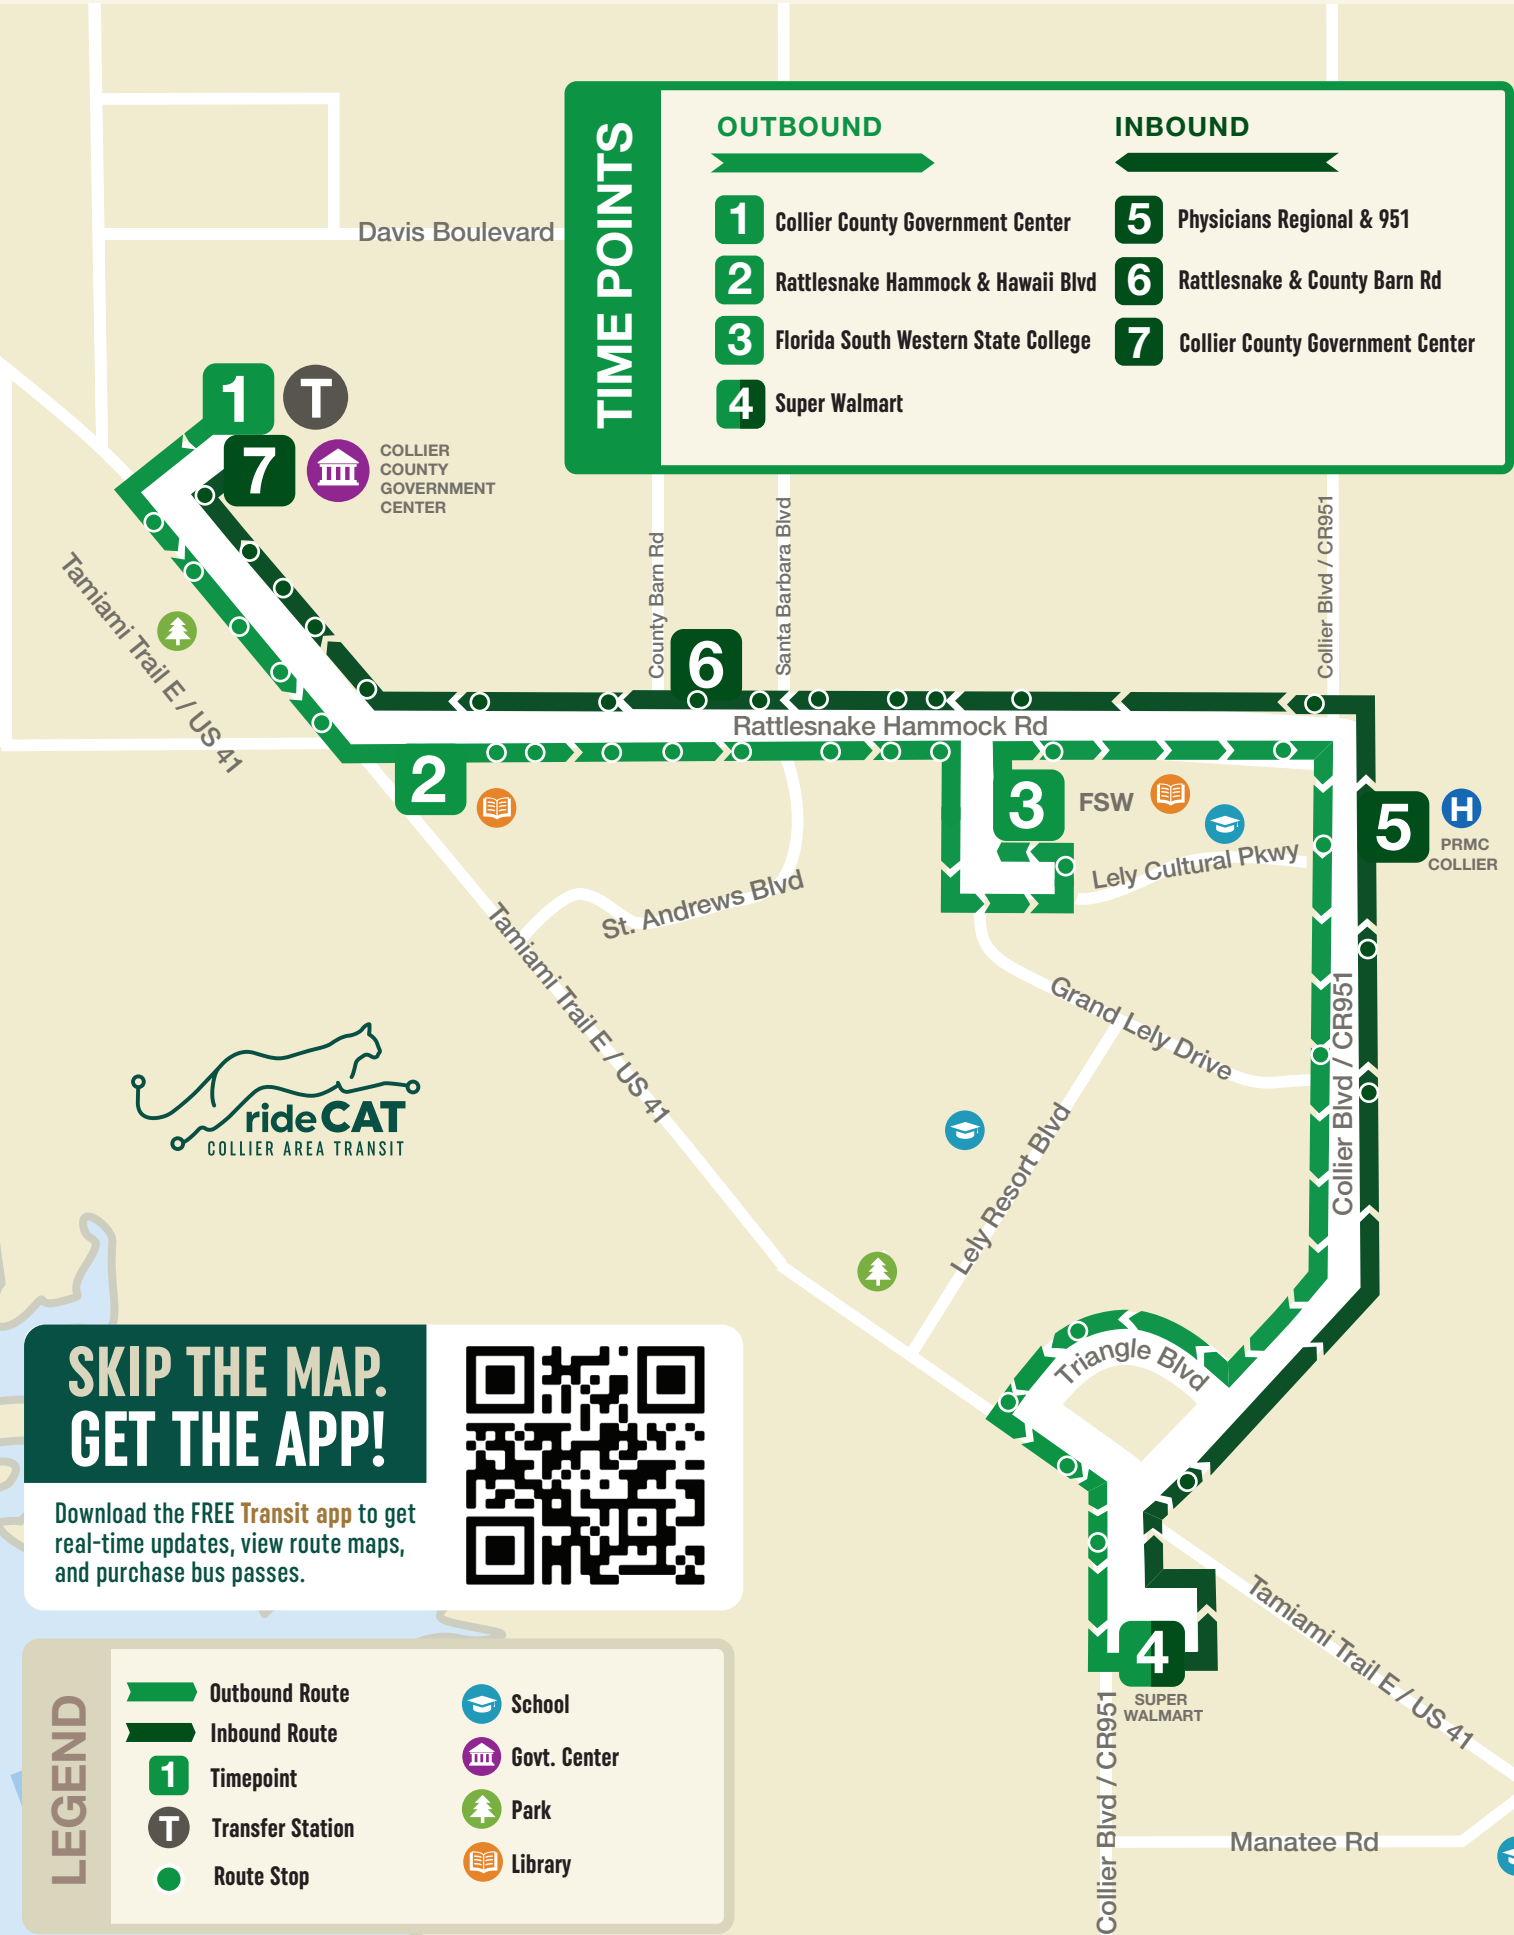 TIME POINTS
OUTBOUND
1 Collier County Government Center
2 Rattlesnake Hammock & Hawaii Blvd
3 Florida South Western State College
4 Super Walmart
INBOUND
5 Physicians Regional & 951
6 Rattlesnake & County Barn Rd
7 Collier County Government Center
Davis Boulevard
1
T
7
COLLIER
COUNTY
GOVERNMENT
CENTER
Tamiami Trail E / US 41
County Barn Rd
6
Santa Barbara Blvd
Collier Blvd / CR951
Rattlesnake Hammock Rd
2
3
FSW
5
H
PRMC
COLLIER
Lely Cultural Pkwy
St. Andrews Blvd
Tamiami Trail E / US 41
Grand Lely Drive
Collier Blvd / CR951
Lely Resort Blvd
rideCAT
COLLIER AREA TRANSIT
Triangle Blvd
SKIP THE MAP.
GET THE APP!
Download the FREE Transit app to get
real-time updates, view route maps,
and purchase bus passes.
4
SUPER
WALMART
Tamiami Trail E / US 41
Collier Blvd / CR951
Manatee Rd
LEGEND
Outbound Route
Inbound Route
1 Timepoint
T Transfer Station
Route Stop
School
Govt. Center
Park
Library